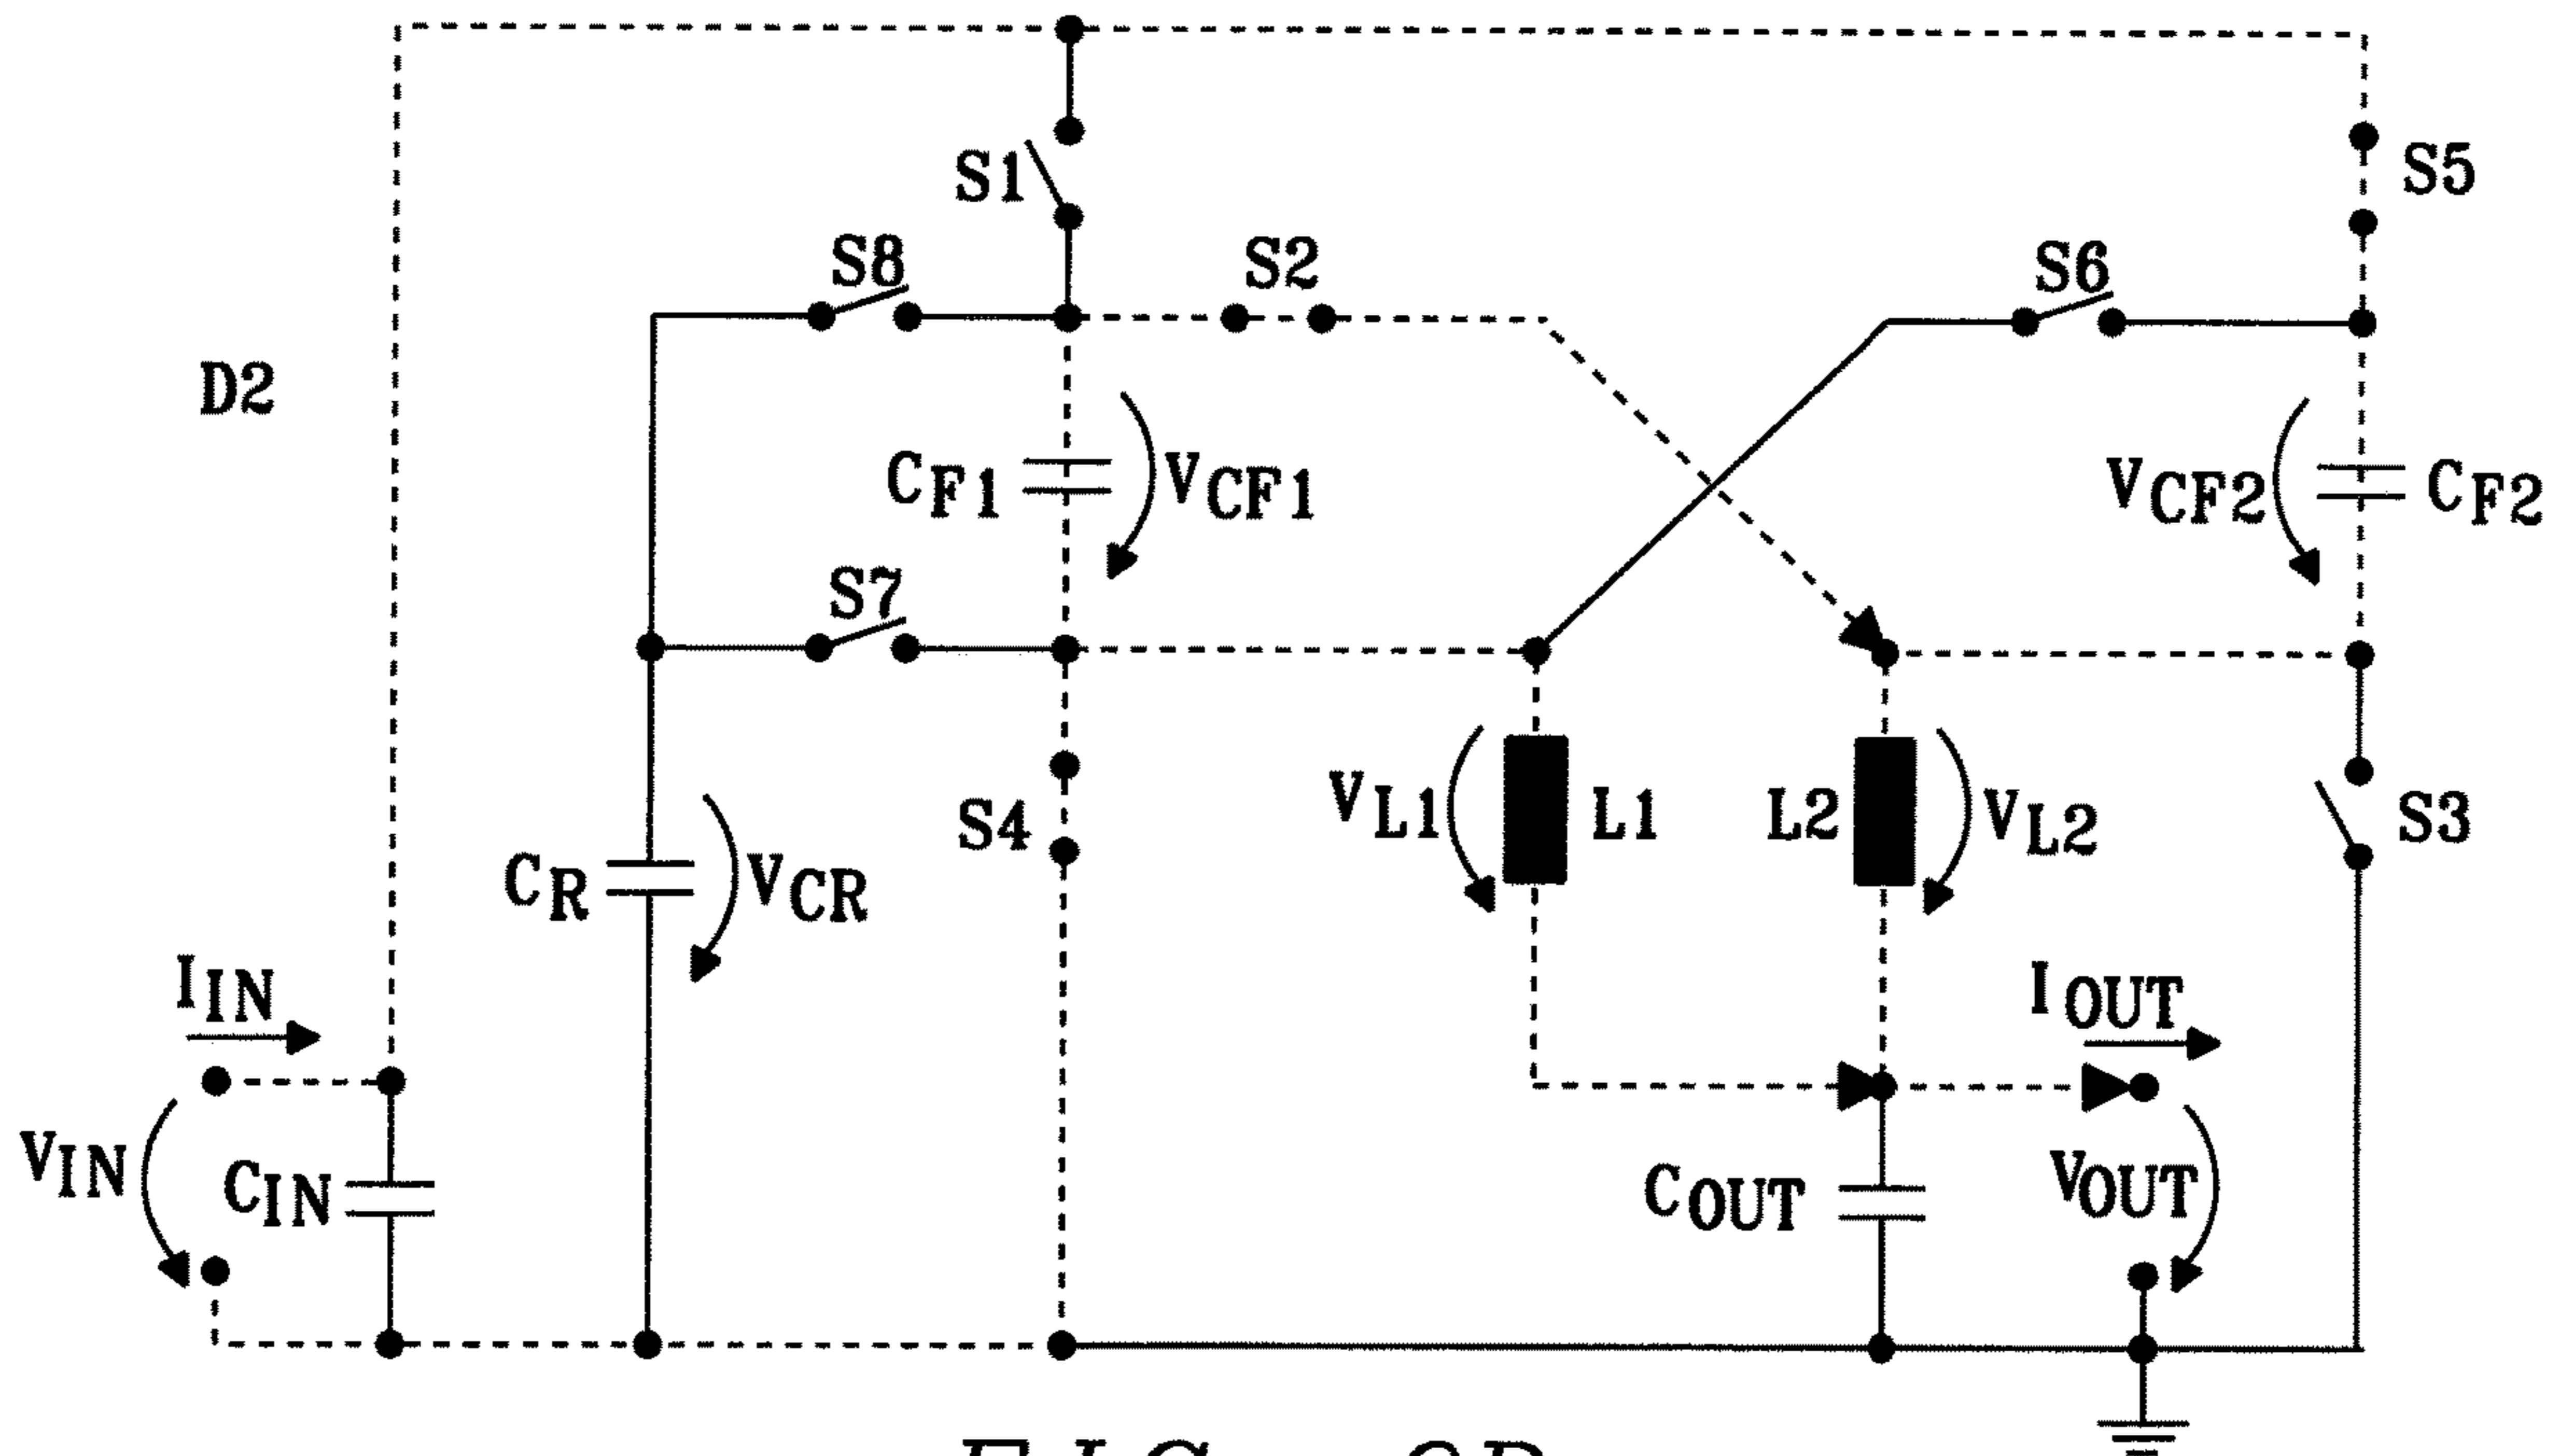 S1
S5
S8
S2
S6
D2
CF1
VCF1
VCF2
CF2
S7
S4
VL1
L1
L2
VL2
S3
CR
VCR
IIN
IOUT
VIN
CIN
COUT
VOUT